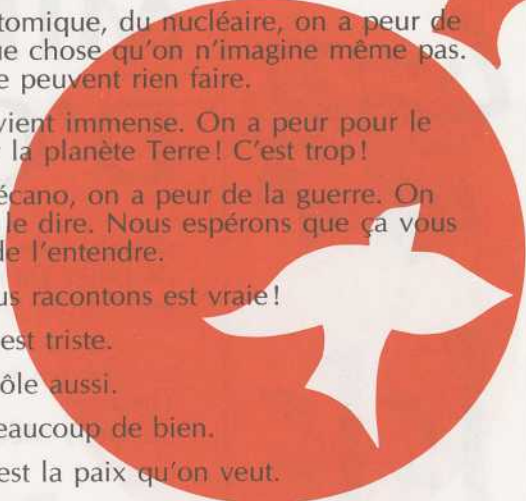 tomique, du nucléaire, on a peur de
ue chose qu'on n'imagine même pas.
e peuvent rien faire.
vient immense. On a peur pour le
r la planète Terre! C'est trop!
écano, on a peur de la guerre. On
le dire. Nous espérons que ça vous
de l'entendre.
us racontons est vraie!
est triste.
ôle aussi.
eaucoup de bien.
est la paix qu'on veut.